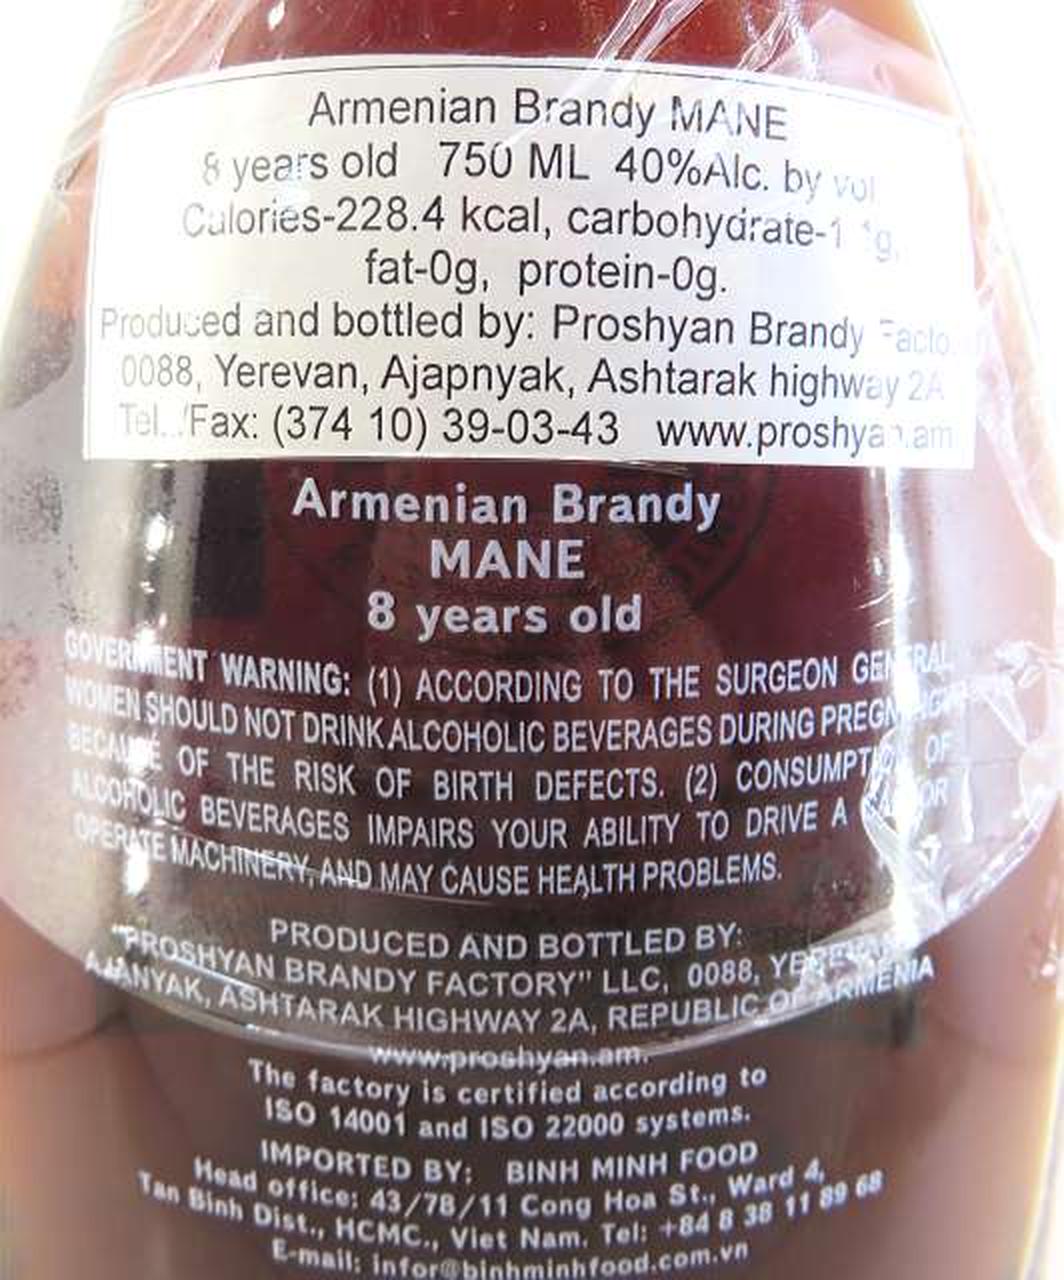 Armenian Brandy MANE
8 years old 750 ML 40%Alc. by vol
Calories-228.4 kcal, carbohydrate-
fat-0g, protein-0g.
Produced and bottled by: Proshyan Brandy
0088, Yerevan, Ajapnyak, Ashtarak highway 2A
Tel../Fax: (374 10) 39-03-43 www.proshyan.am
Armenian Brandy
MANE
8 years old
GOVERNMENT WARNING: (1) ACCORDING TO THE SURGEON GENERAL
WOMEN SHOULD NOT DRINK ALCOHOLIC BEVERAGES DURING PREGNANCY
BECAUSE OF THE RISK OF BIRTH DEFECTS. (2) CONSUMPTION OF
ALCOHOLIC BEVERAGES IMPAIRS YOUR ABILITY TO DRIVE A OR
OPERATE MACHINERY, AND MAY CAUSE HEALTH PROBLEMS.
PRODUCED AND BOTTLED BY:
"PROSHYAN BRANDY FACTORY" LLC, 0088, YEREVAN
AJANYAK, ASHTARAK HIGHWAY 2A, REPUBLIC OF ARMENIA
www.proshyan.am.
The factory is certified according to
ISO 14001 and ISO 22000 systems.
IMPORTED BY: BINH MINH FOOD
Head office: 43/78/11 Cong Hoa St., Ward 4,
Tan Binh Dist., HCMC., Viet Nam. Tel: +84 8 38 11 89 68
E-mail: infor@binhminhfood.com.vn